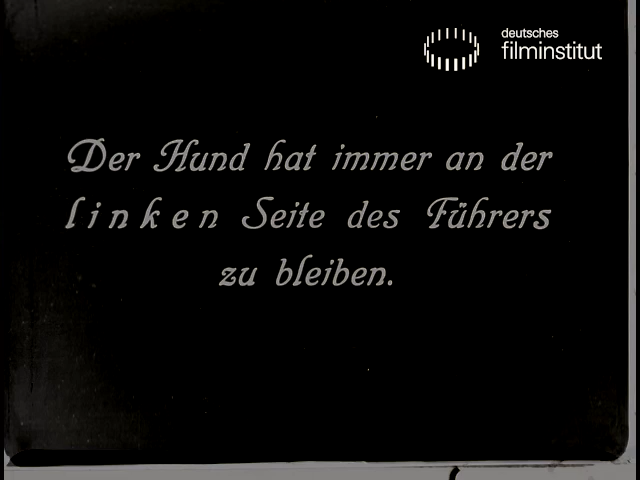 deutsches
filminstitut
Der Hund hat immer an der
linken Seite des Führers
zu bleiben.